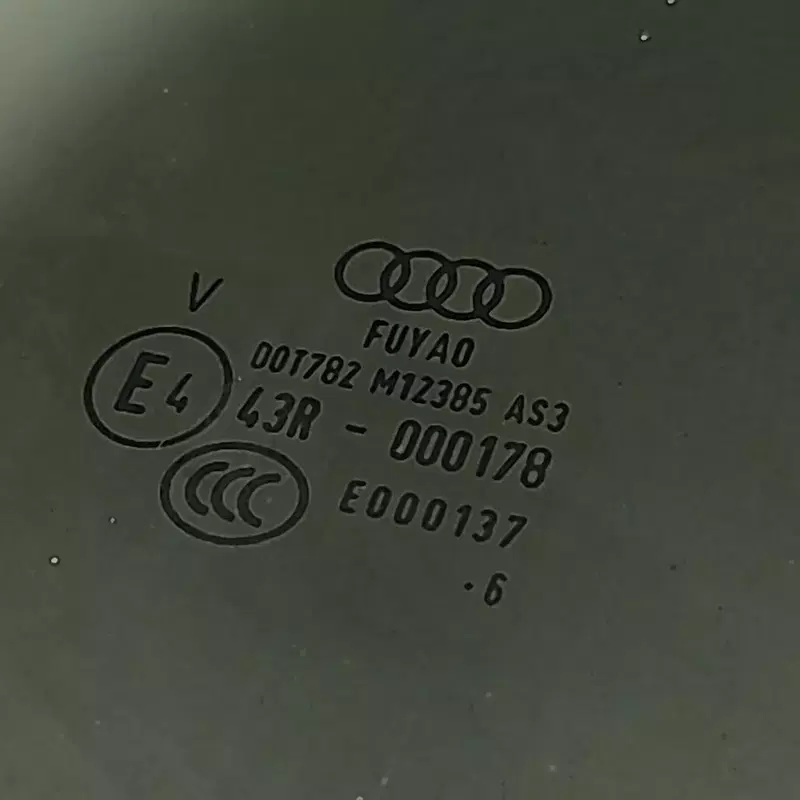 V
FUYAO
DOT782 M12385 AS3
E4
43R - 000178
CCC
E000137
.6